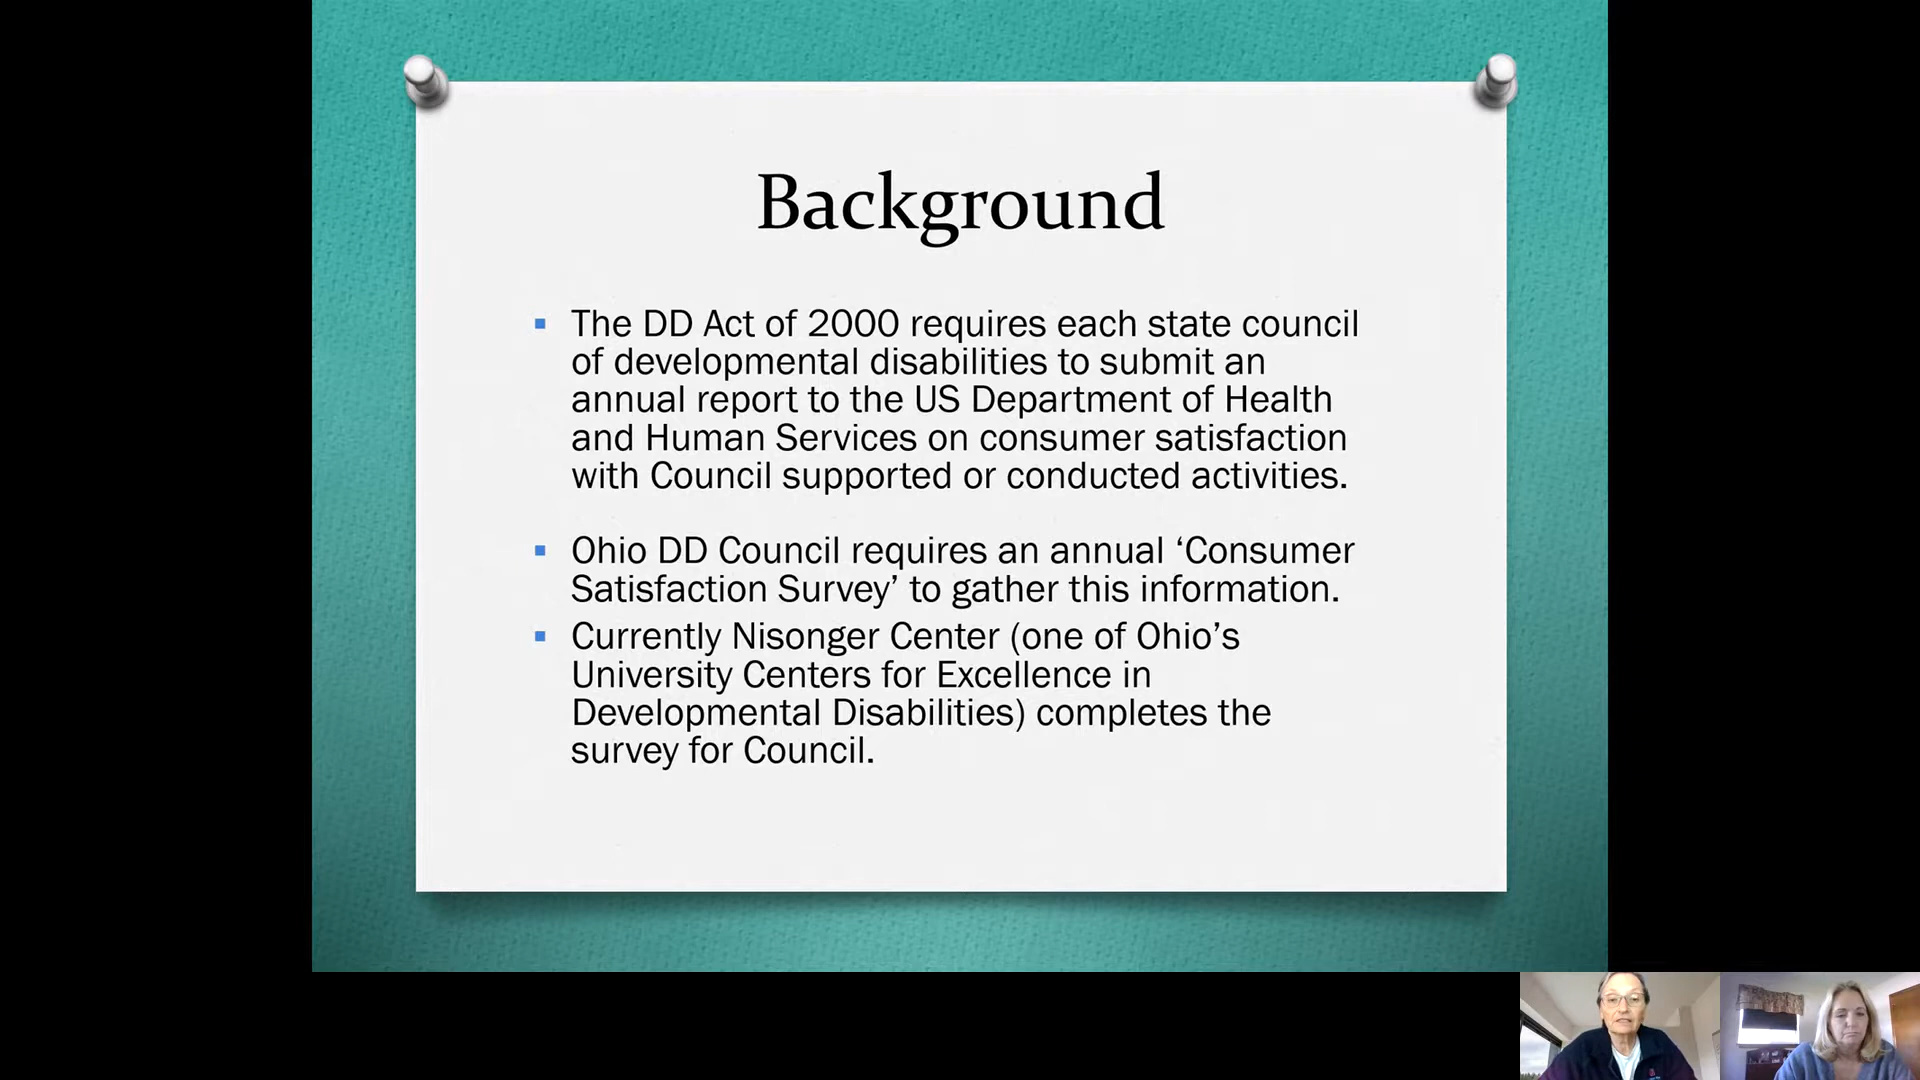 Background
▪ The DD Act of 2000 requires each state council
of developmental disabilities to submit an
annual report to the US Department of Health
and Human Services on consumer satisfaction
with Council supported or conducted activities.
▪ Ohio DD Council requires an annual ‘Consumer
Satisfaction Survey’ to gather this information.
▪ Currently Nisonger Center (one of Ohio’s
University Centers for Excellence in
Developmental Disabilities) completes the
survey for Council.